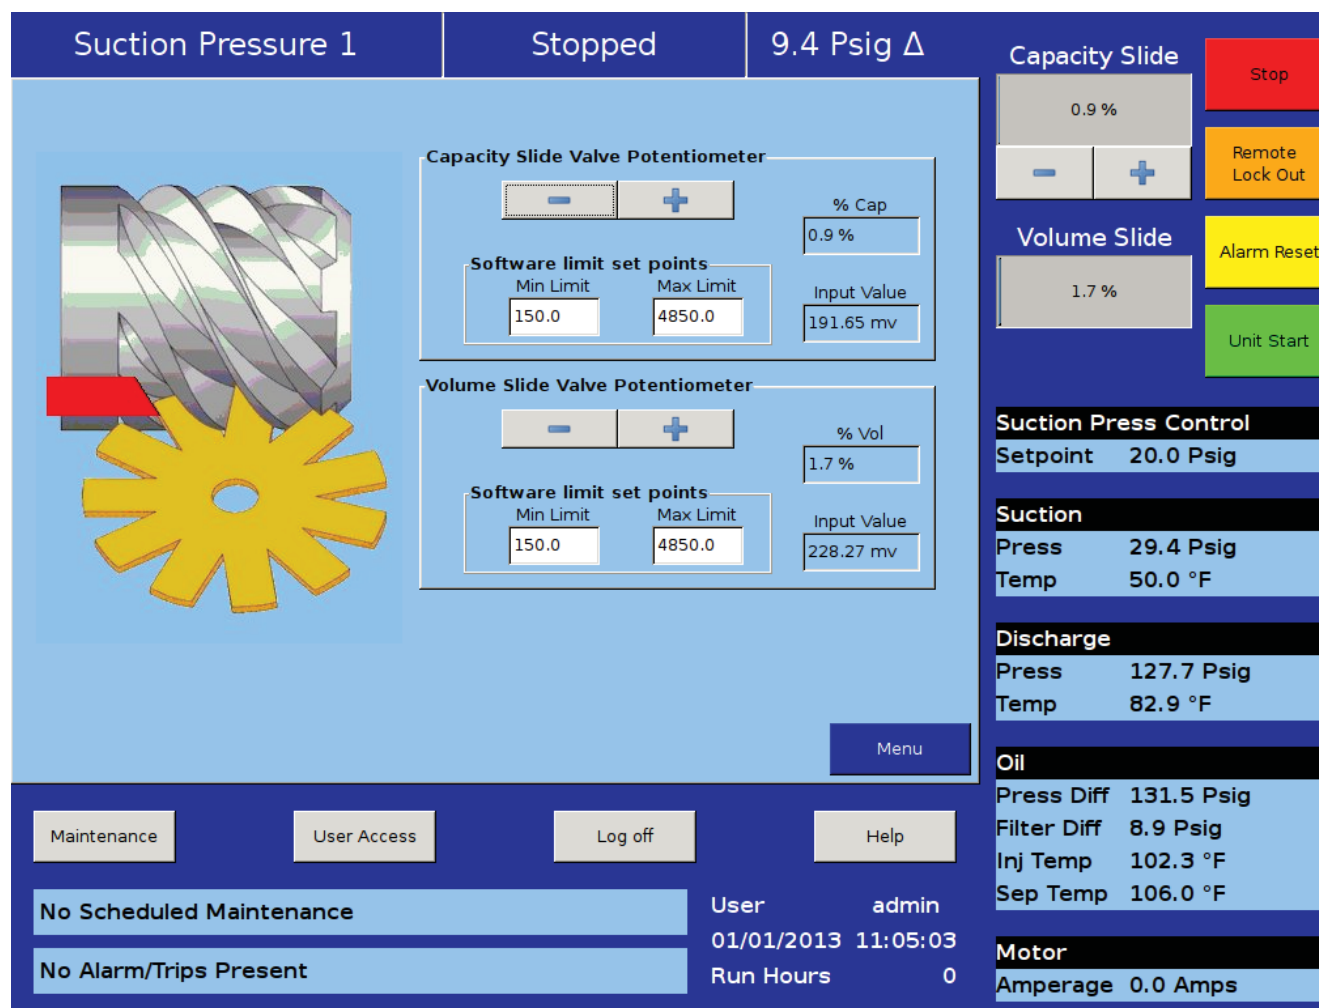 Suction Pressure 1
Stopped
9.4 Psig Δ
Capacity Slide Valve Potentiometer
% Cap
0.9 %
Software limit set points
Min Limit
Max Limit
150.0
4850.0
Input Value
191.65 mv
Volume Slide Valve Potentiometer
% Vol
1.7 %
Software limit set points
Min Limit
Max Limit
150.0
4850.0
Input Value
228.27 mv
Menu
Maintenance
User Access
Log off
Help
No Scheduled Maintenance
No Alarm/Trips Present
User admin
01/01/2013 11:05:03
Run Hours 0
Capacity Slide
0.9 %
Volume Slide
1.7 %
Stop
Remote
Lock Out
Alarm Reset
Unit Start
Suction Press Control
Setpoint 20.0 Psig
Suction
Press 29.4 Psig
Temp 50.0 °F
Discharge
Press 127.7 Psig
Temp 82.9 °F
Oil
Press Diff 131.5 Psig
Filter Diff 8.9 Psig
Inj Temp 102.3 °F
Sep Temp 106.0 °F
Motor
Amperage 0.0 Amps